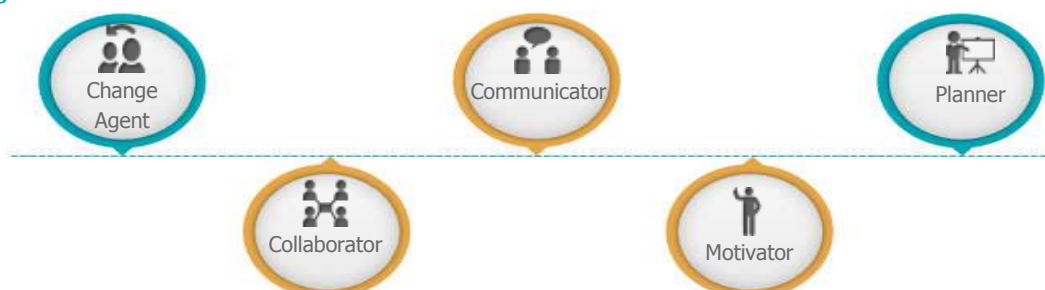 Change
Agent
Communicator
Planner
Collaborator
Motivator